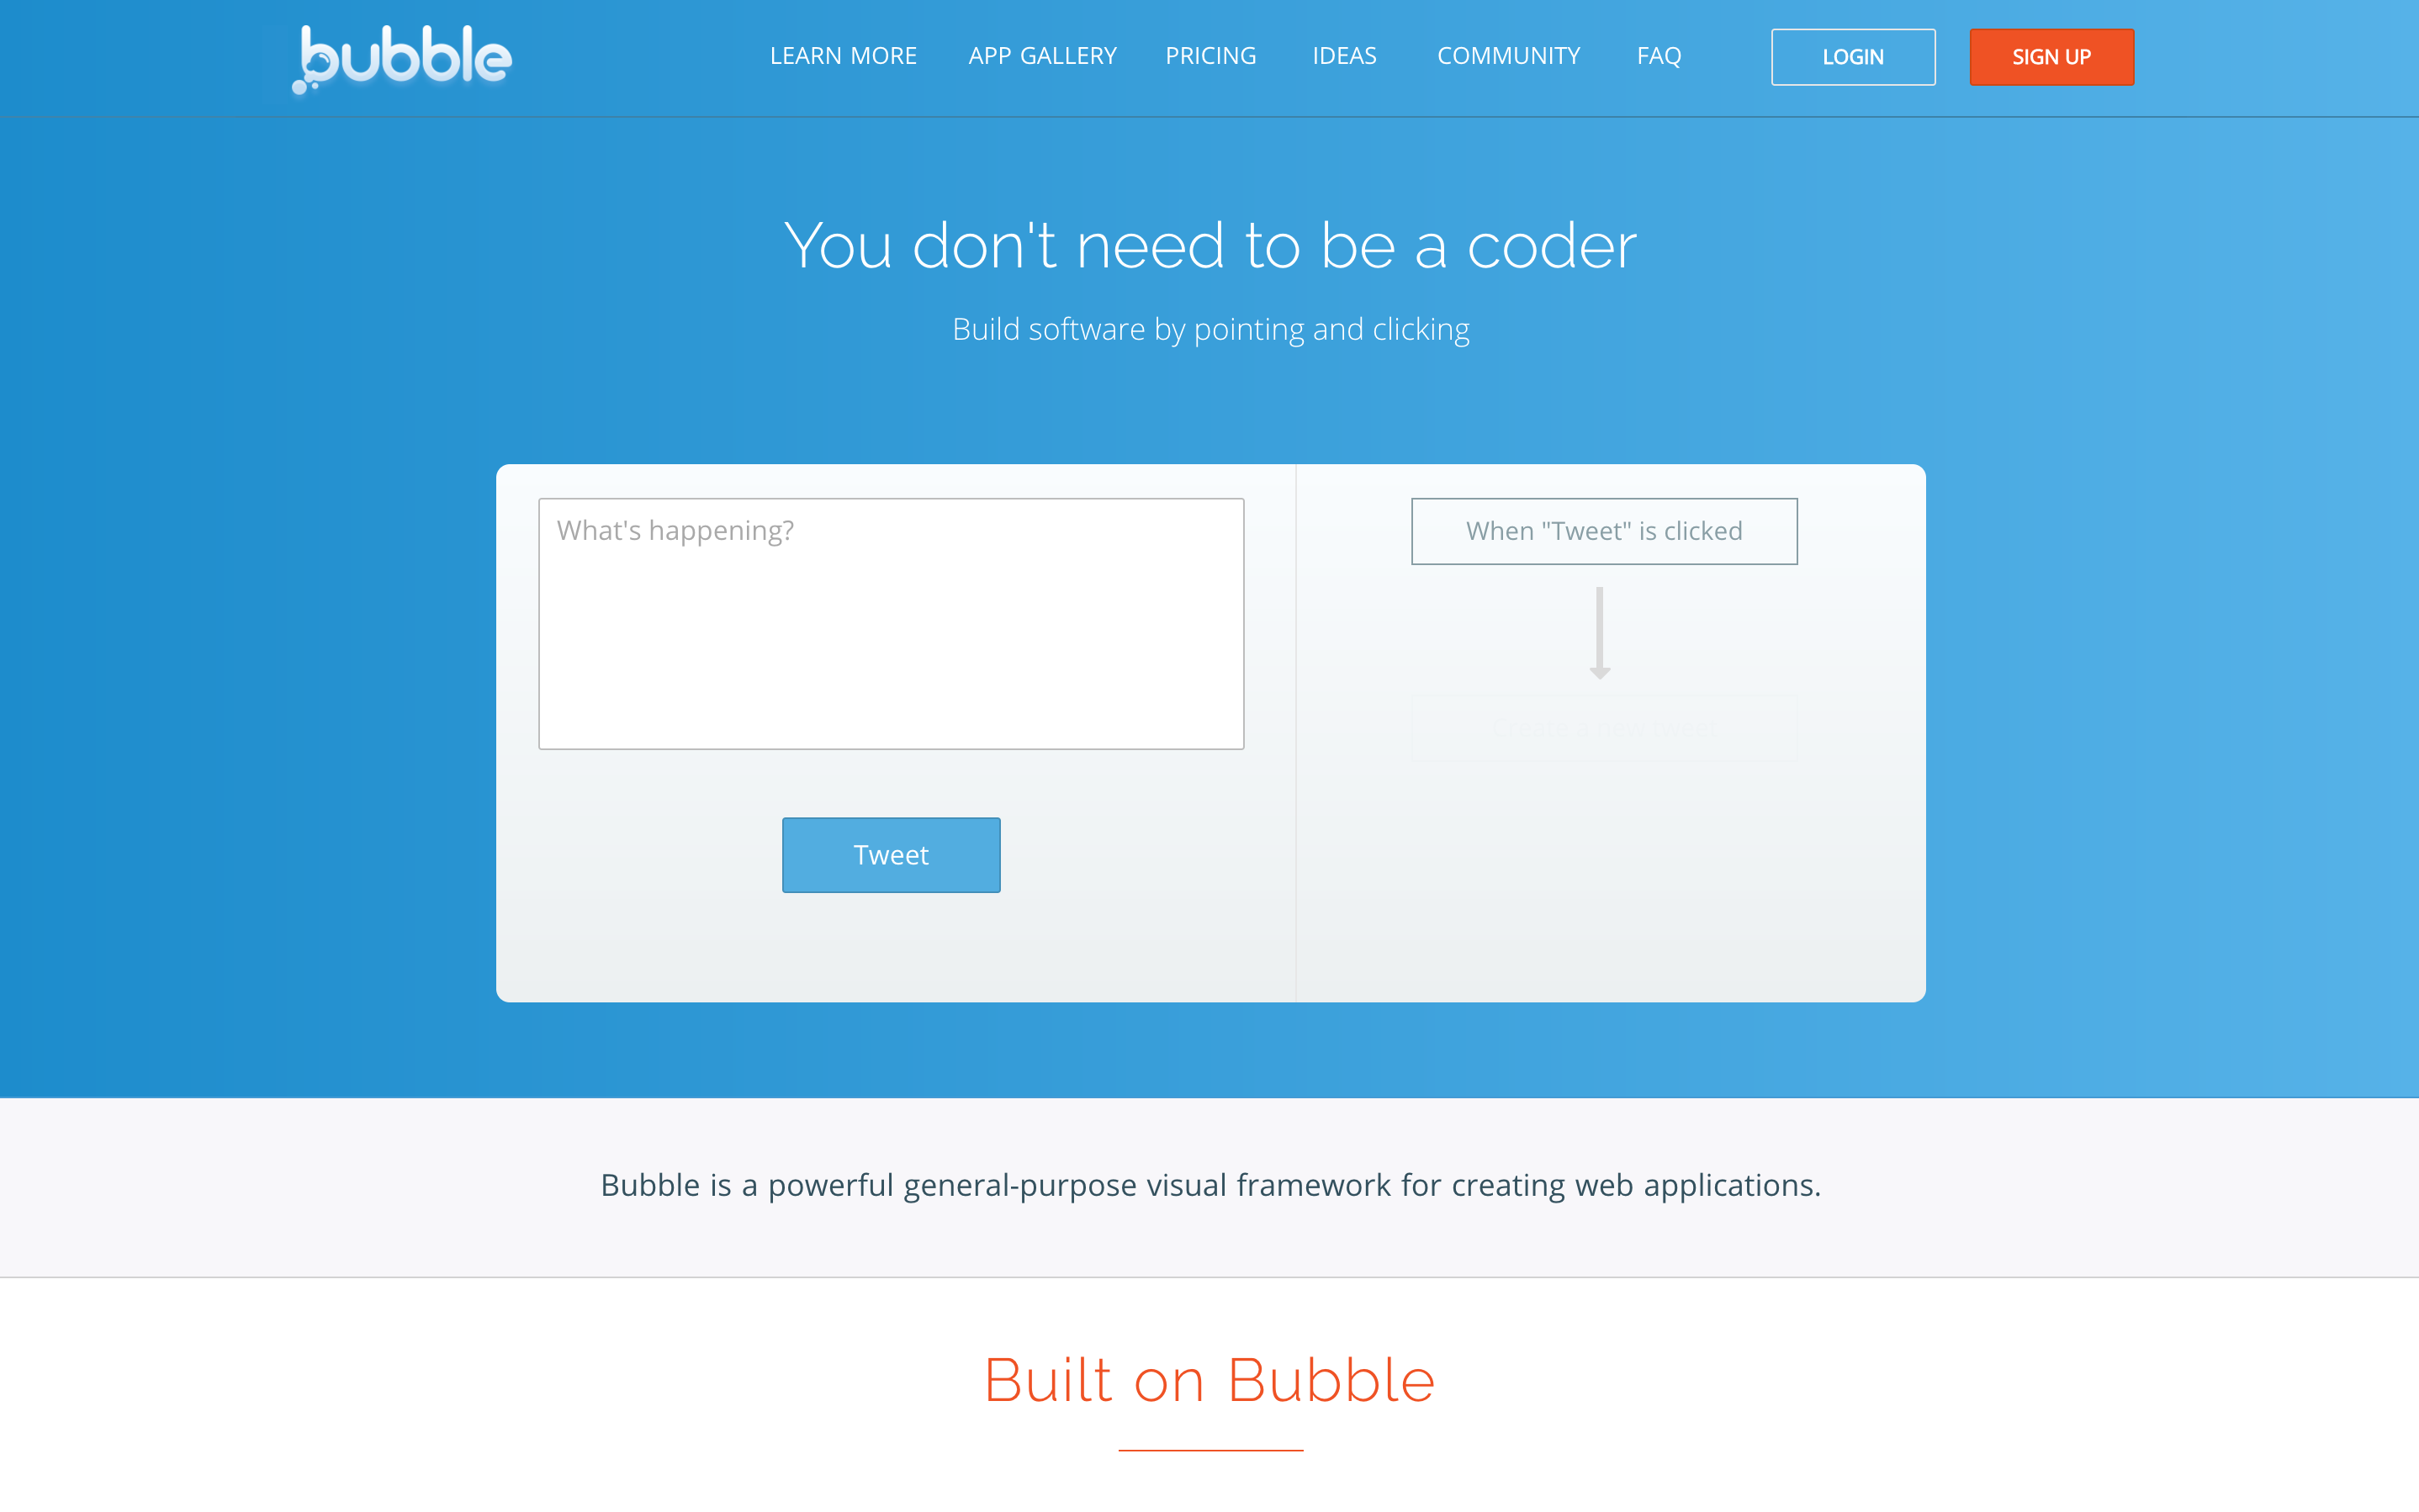 bubble
LEARN MORE
APP GALLERY
PRICING
IDEAS
COMMUNITY
FAQ
LOGIN
SIGN UP
You don't need to be a coder
Build software by pointing and clicking
What's happening?
When "Tweet" is clicked
Tweet
Bubble is a powerful general-purpose visual framework for creating web applications.
Built on Bubble